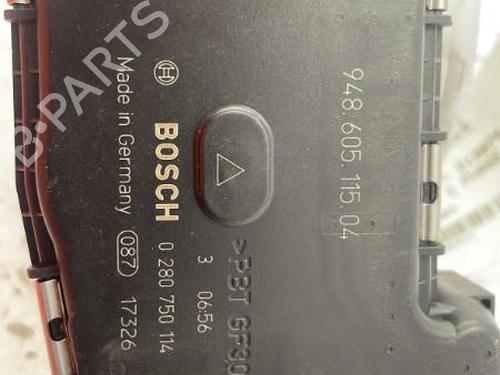 B-PARTS
948.605.115.04
>PBT GF30
3 06:56
BOSCH 0 280 750 114
Made in Germany 087 17326